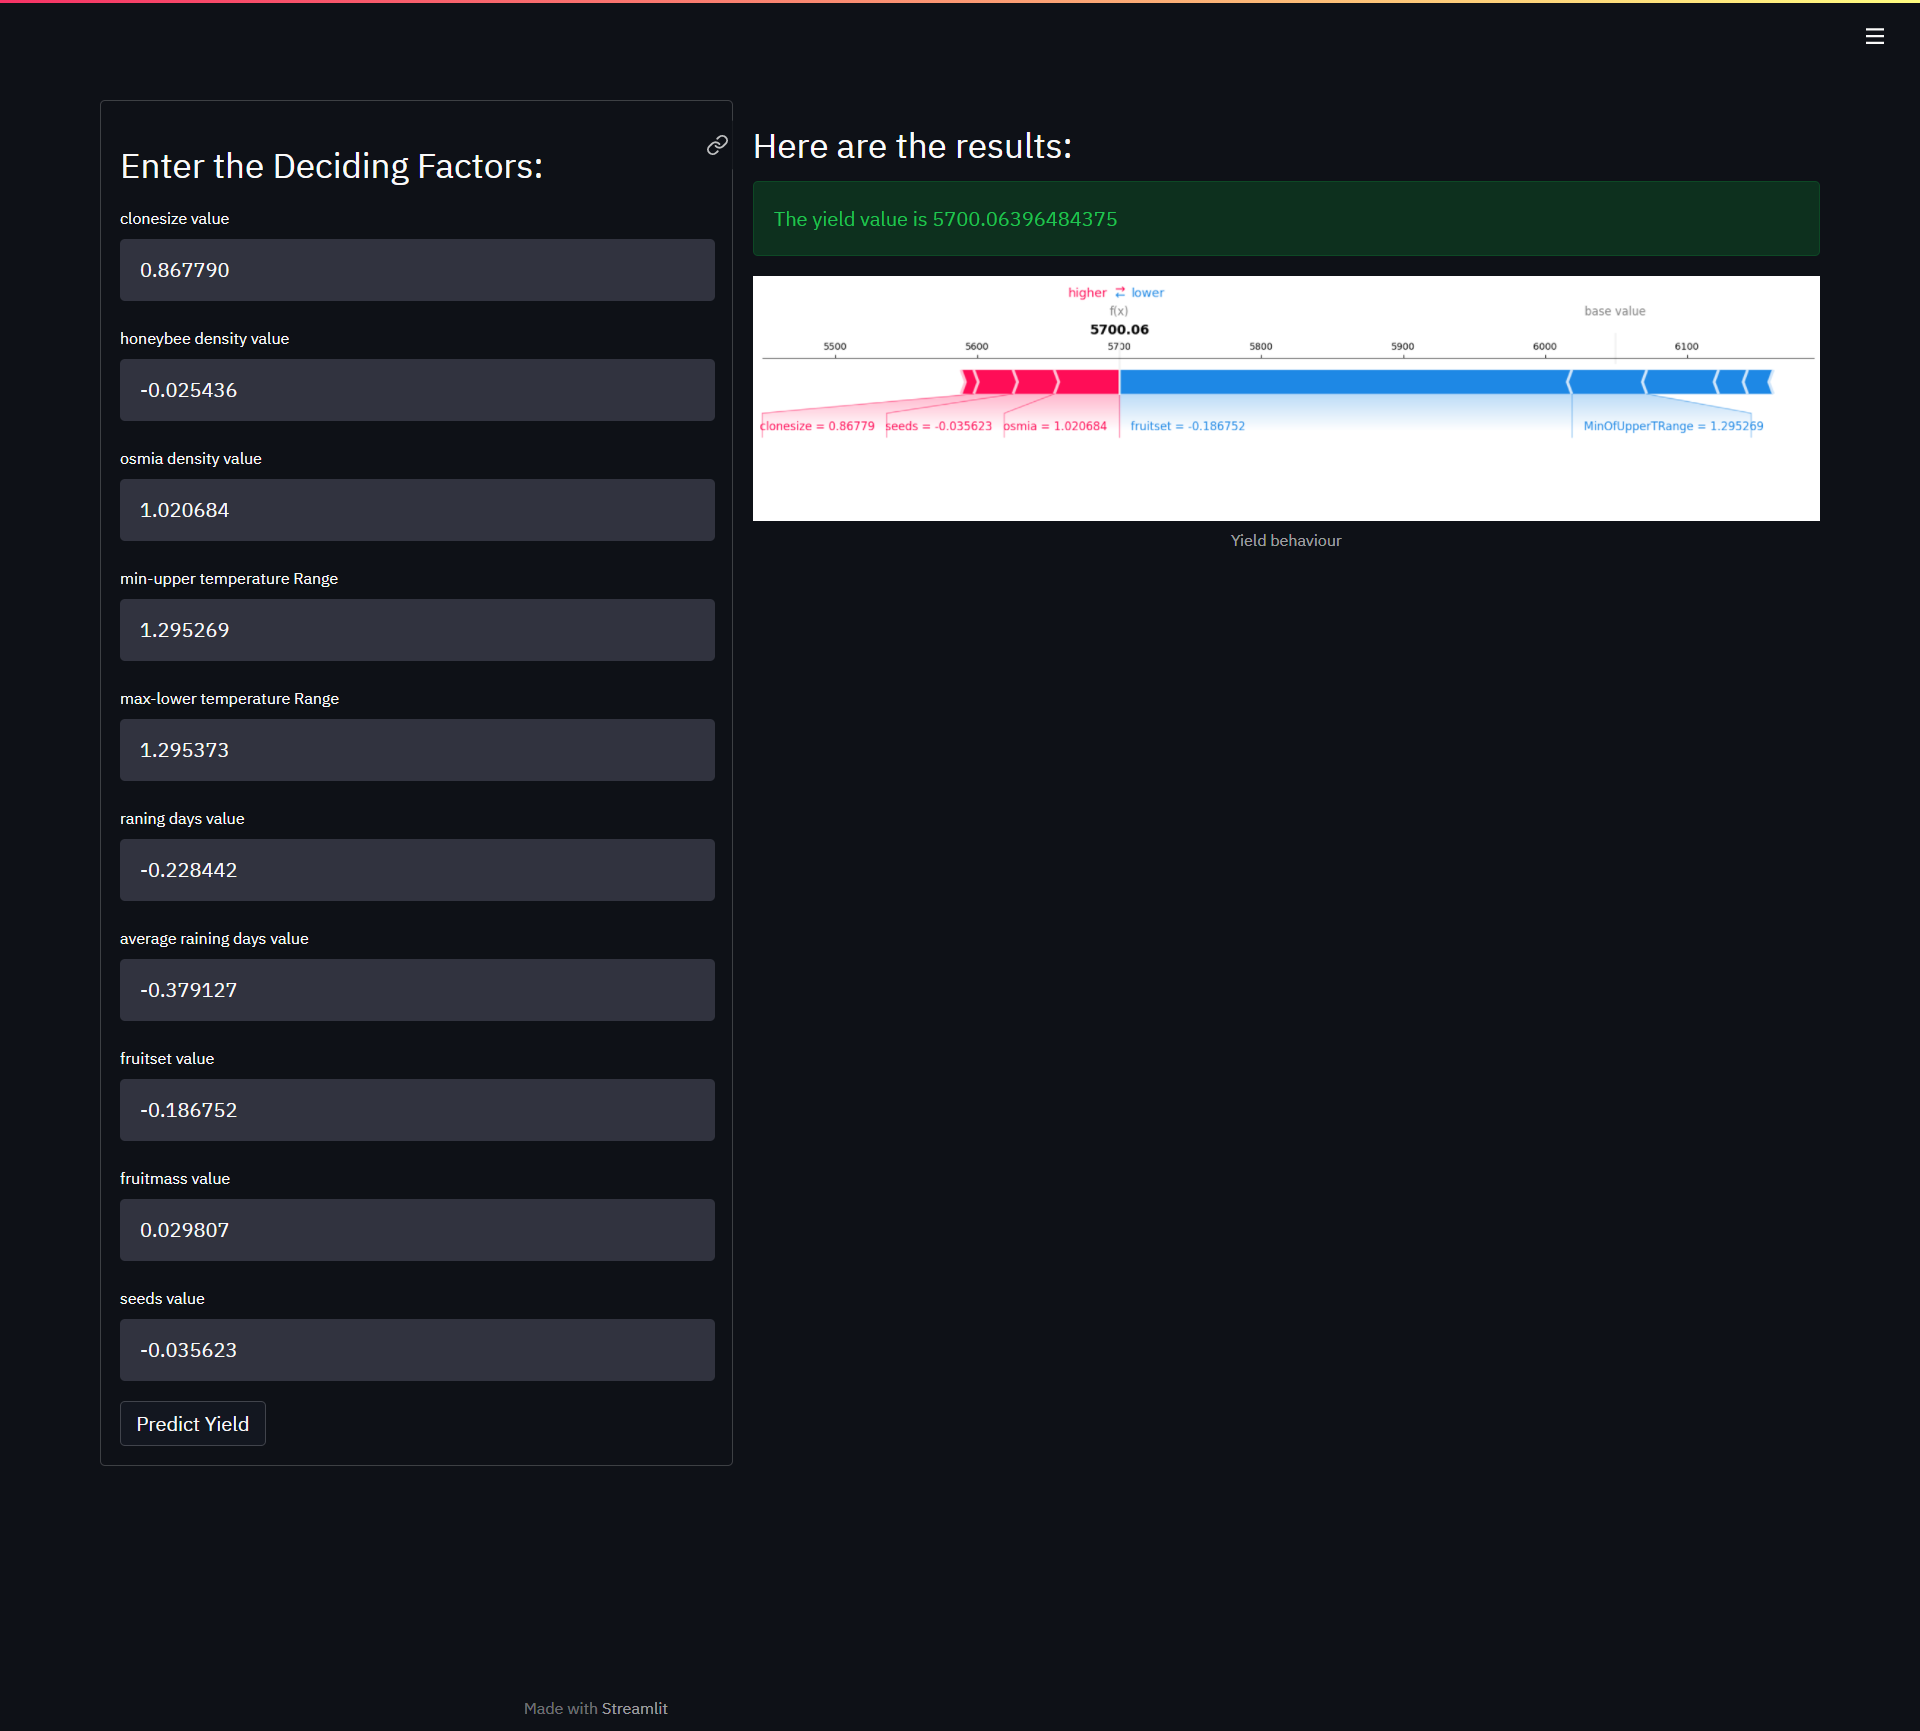 Enter the Deciding Factors:
clonesize value
0.867790
honeybee density value
-0.025436
osmia density value
1.020684
min-upper temperature Range
1.295269
max-lower temperature Range
1.295373
raning days value
-0.228442
average raining days value
-0.379127
fruitset value
-0.186752
fruitmass value
0.029807
seeds value
-0.035623
Predict Yield
Here are the results:
The yield value is 5700.06396484375
higher ⇄ lower
f(x) base value
5700.06
5500 5600 5700 5800 5900 6000 6100
clonesize = 0.86779 seeds = -0.035623 osmia = 1.020684 fruitset = -0.186752 MinOfUpperTRange = 1.295269
Yield behaviour
Made with Streamlit